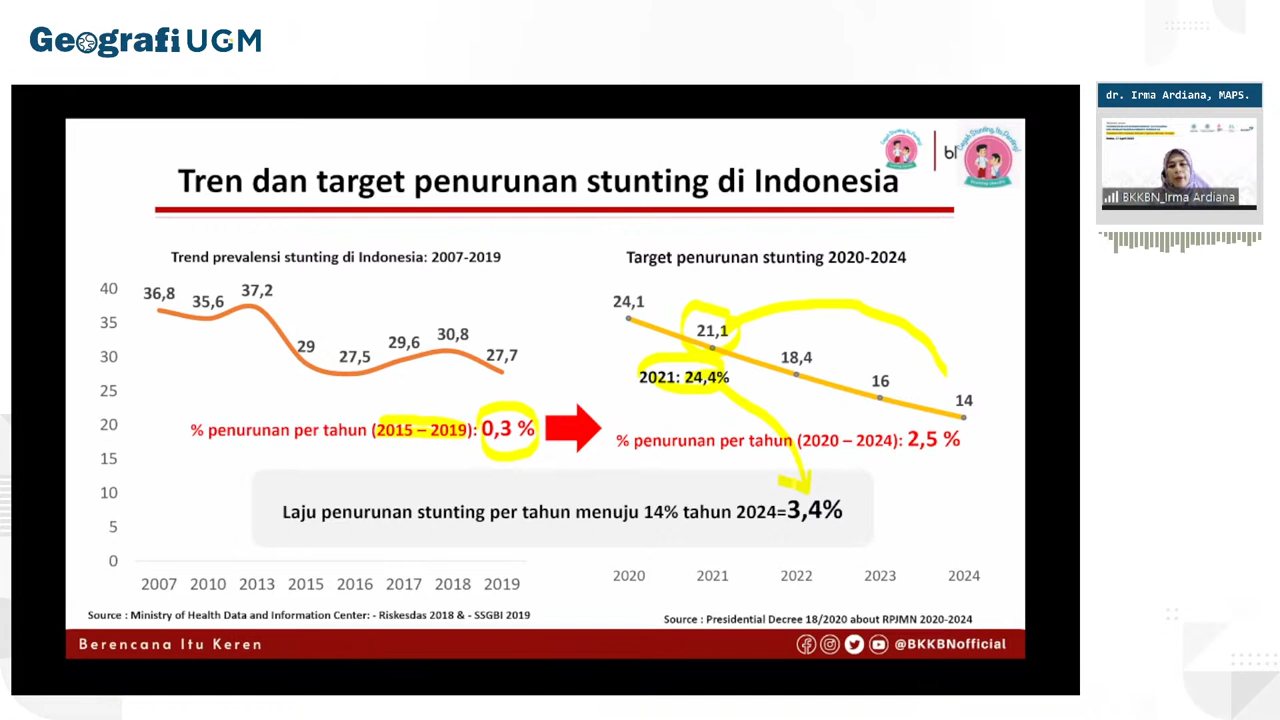 Geografi UGM
dr. Irma Ardiana, MAPS.
BKKBN_Irma Ardiana
Cegah Stunting, Itu Penting!
Tren dan target penurunan stunting di Indonesia
Trend prevalensi stunting di Indonesia: 2007-2019
40
35
30
25
20
15
10
5
0
36,8
35,6
37,2
29
27,5
29,6
30,8
27,7
2007 2010 2013 2015 2016 2017 2018 2019
% penurunan per tahun (2015 – 2019): 0,3 %
Source : Ministry of Health Data and Information Center: - Riskesdas 2018 & - SSGBI 2019
Target penurunan stunting 2020-2024
24,1
21,1
18,4
16
14
2021: 24,4%
% penurunan per tahun (2020 – 2024): 2,5 %
Laju penurunan stunting per tahun menuju 14% tahun 2024=3,4%
2020 2021 2022 2023 2024
Source : Presidential Decree 18/2020 about RPJMN 2020-2024
Berencana Itu Keren
@BKKBNofficial